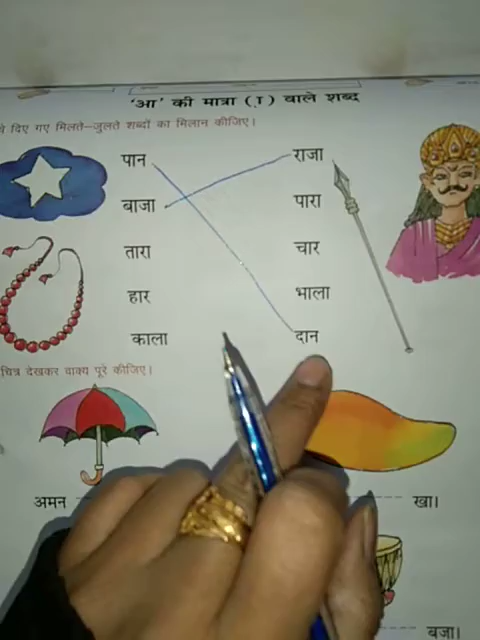 'आ' की मात्रा (ा) वाले शब्द
दिए गए मिलते-जुलते शब्दों का मिलान कीजिए।
पान राजा
बाजा पारा
तारा चार
हार भाला
काला दान
चित्र देखकर वाक्य पूरे कीजिए।
अमन
खा।
बजा।